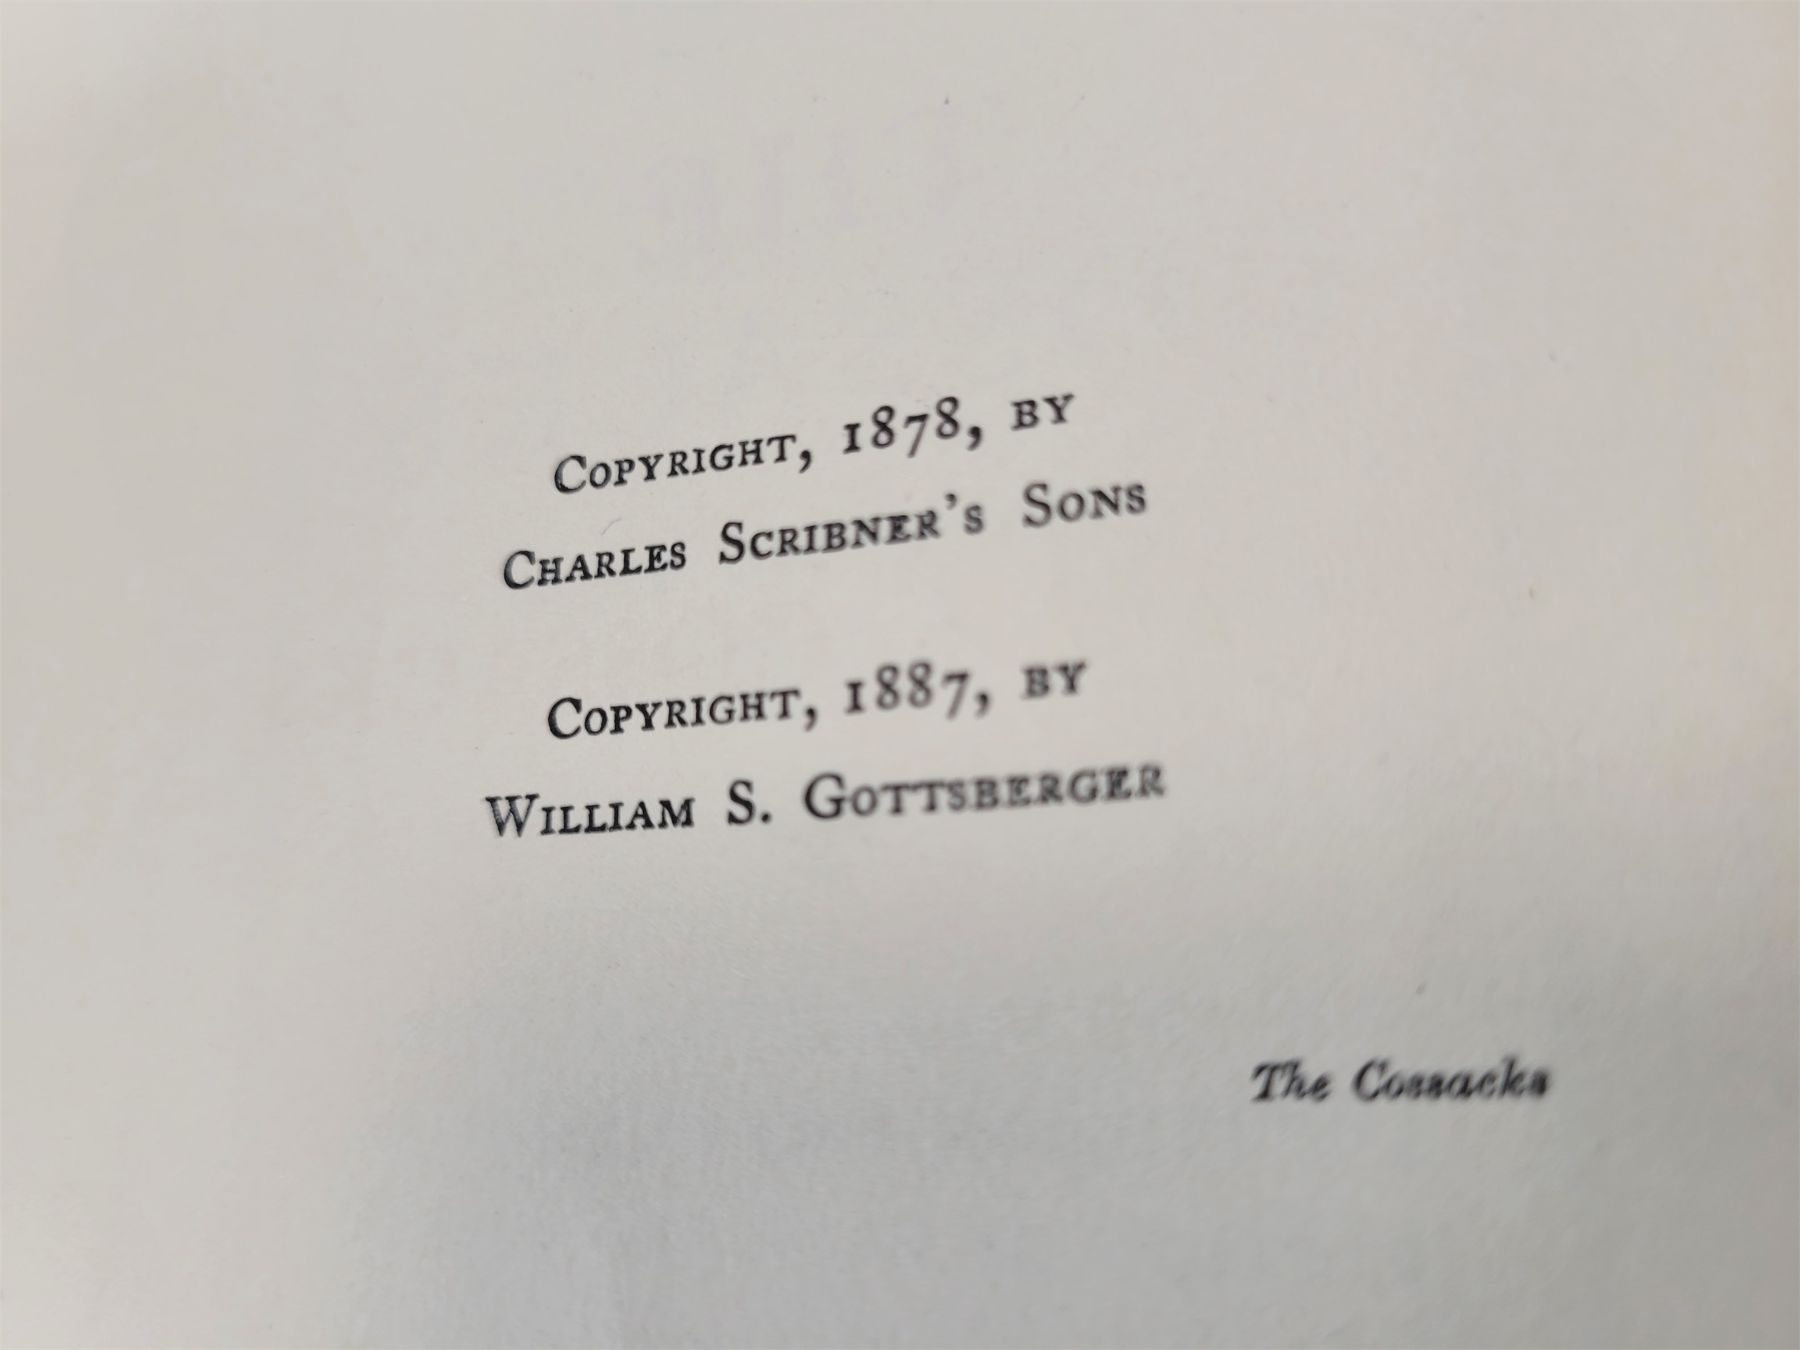 Copyright, 1878, by
Charles Scribner's Sons
Copyright, 1887, by
William S. Gottsberger
The Cossacks